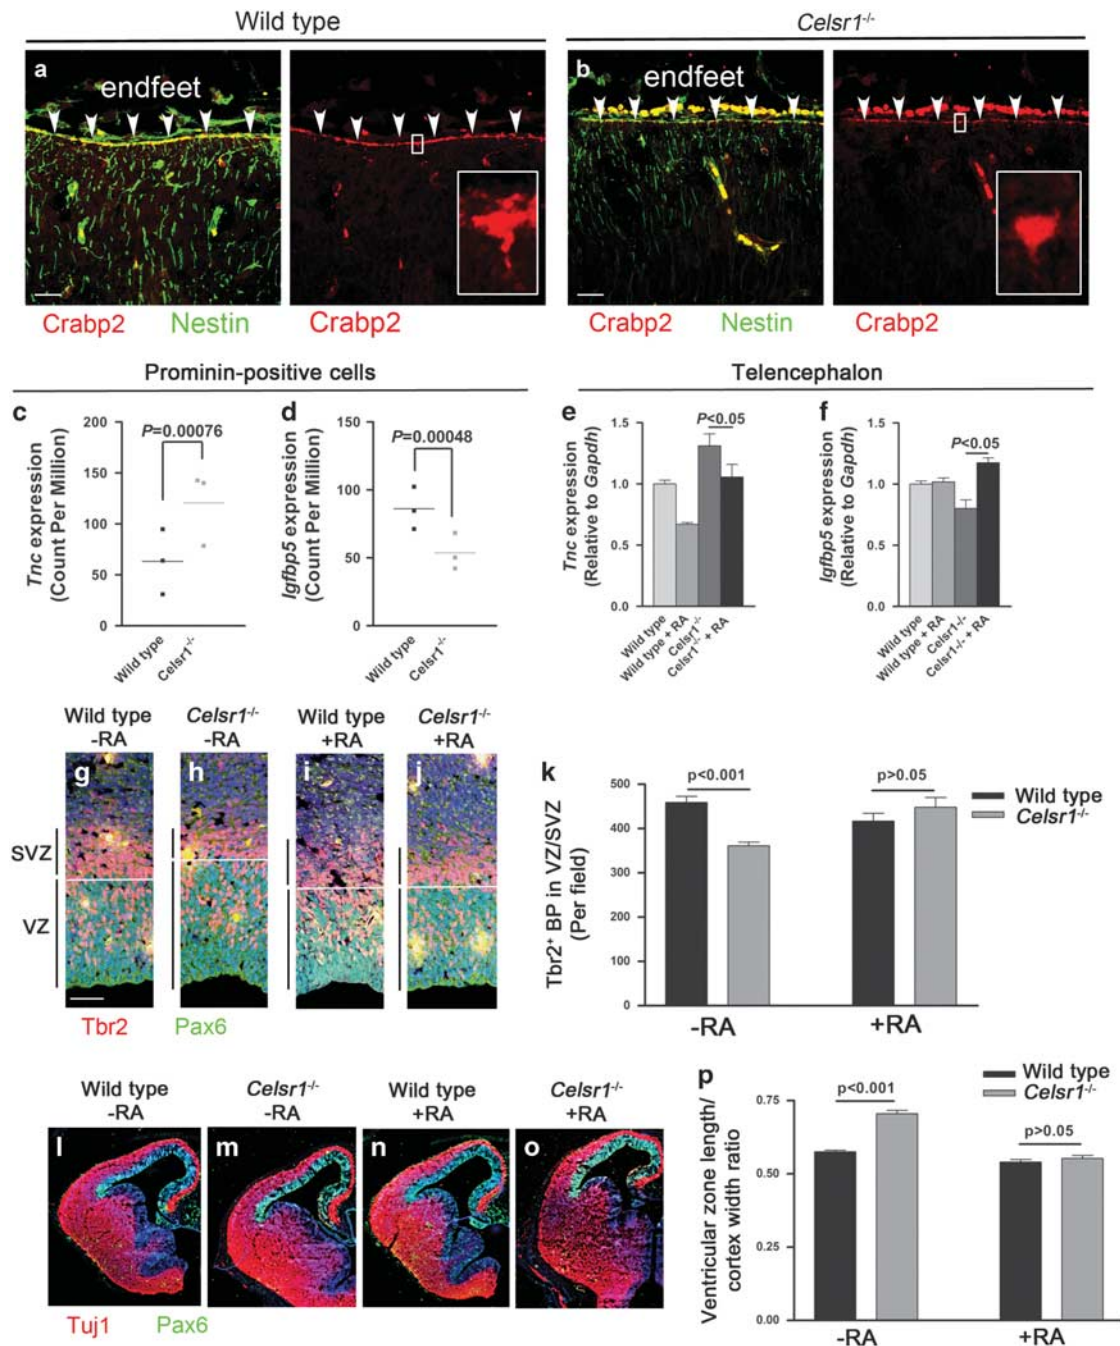 Wild type
Celsr1-/-
a
endfeet
b
endfeet
Crabp2 Nestin
Crabp2
Crabp2 Nestin
Crabp2
Prominin-positive cells
Telencephalon
c
P=0.00076
Tnc expression
(Count Per Million)
200
150
100
50
0
Wild type
Celsr1-/-
d
P=0.00048
Igfbp5 expression
(Count Per Million)
150
100
50
0
Wild type
Celsr1-/-
e
P<0.05
Tnc expression
(Relative to Gapdh)
1.5
1.0
0.5
0.0
Wild type
Wild type + RA
Celsr1-/-
Celsr1-/- + RA
f
P<0.05
Igfbp5 expression
(Relative to Gapdh)
1.5
1.0
0.5
0.0
Wild type
Wild type + RA
Celsr1-/-
Celsr1-/- + RA
Wild type
-RA
Celsr1-/-
-RA
Wild type
+RA
Celsr1-/-
+RA
g
h
i
j
SVZ
VZ
Tbr2
Pax6
k
p<0.001
p>0.05
Wild type
Celsr1-/-
Tbr2+ BP in VZ/SVZ
(Per field)
500
400
300
200
100
0
-RA
+RA
Wild type
-RA
Celsr1-/-
-RA
Wild type
+RA
Celsr1-/-
+RA
l
m
n
o
Tuj1
Pax6
p
Wild type
Celsr1-/-
p<0.001
p>0.05
Ventricular zone length/
cortex width ratio
0.75
0.50
0.25
0.00
-RA
+RA